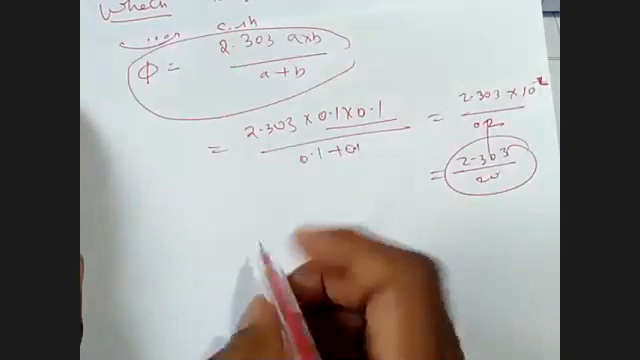 Which
2.303 a×b
ϕ = ―――
a + b
= 2.303 × 0.1 × 0.1
0.1 + 0.1
= 2.303 × 10⁻²
0.2
= 2.303
20